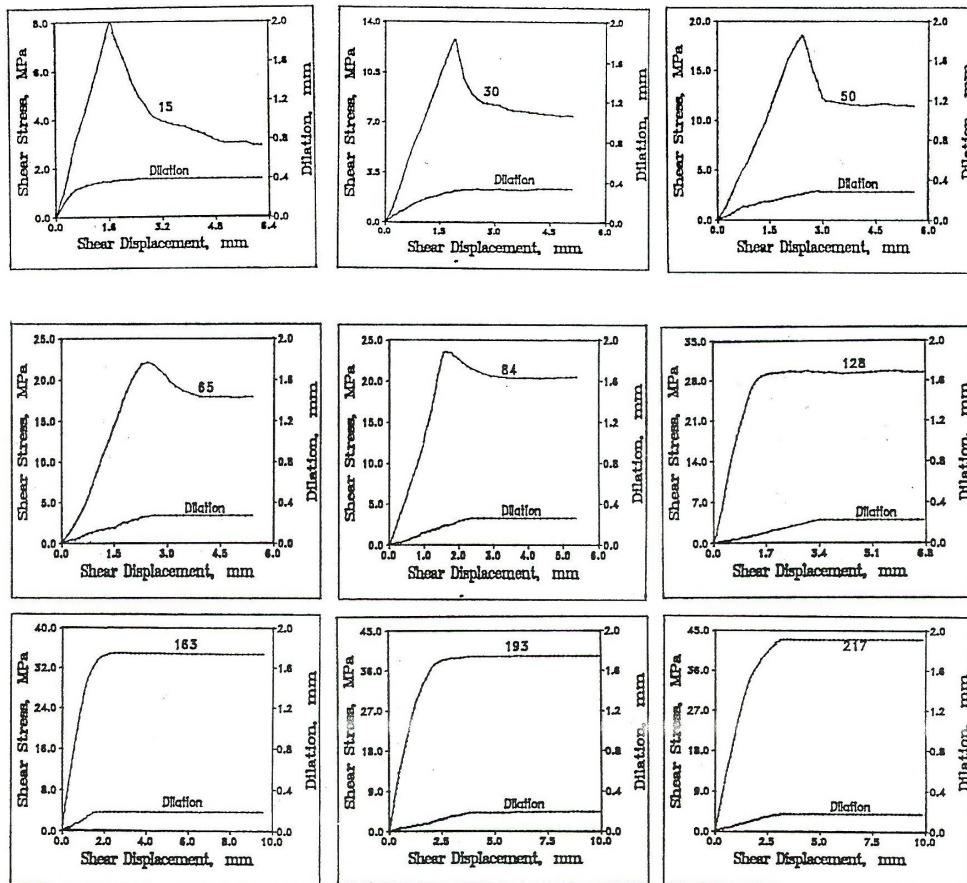 8.0 2.0
Shear Stress, MPa
6.0 1.6
1.2
4.0 15
0.8
2.0 Dilation 0.4
0.0 0.0
0.0 1.6 3.2 4.8 6.4
Shear Displacement, mm
Dilation, mm
14.0 2.0
Shear Stress, MPa
10.5 1.6
30 1.2
7.0
0.8
3.5 Dilation 0.4
0.0 0.0
0.0 1.5 3.0 4.5 6.0
Shear Displacement, mm
Dilation, mm
20.0 2.0
Shear Stress, MPa
15.0 1.6
50 1.2
10.0
0.8
5.0 Dilation 0.4
0.0 0.0
0.0 1.5 3.0 4.5 6.0
Shear Displacement, mm
Dilation, mm
25.0 2.0
Shear Stress, MPa
20.0 65 1.6
15.0 1.2
10.0 0.8
5.0 Dilation 0.4
0.0 0.0
0.0 1.5 3.0 4.5 6.0
Shear Displacement, mm
Dilation, mm
25.0 2.0
Shear Stress, MPa
20.0 84 1.6
15.0 1.2
10.0 0.8
5.0 Dilation 0.4
0.0 0.0
0.0 1.0 2.0 3.0 4.0 5.0 6.0
Shear Displacement, mm
Dilation, mm
35.0 2.0
Shear Stress, MPa
28.0 128 1.6
21.0 1.2
14.0 0.8
7.0 Dilation 0.4
0.0 0.0
0.0 1.7 3.4 5.1 6.8
Shear Displacement, mm
Dilation, mm
40.0 2.0
Shear Stress, MPa
32.0 163 1.6
24.0 1.2
16.0 0.8
8.0 Dilation 0.4
0.0 0.0
0.0 2.0 4.0 6.0 8.0 10.0
Shear Displacement, mm
Dilation, mm
45.0 2.0
Shear Stress, MPa
36.0 193 1.6
27.0 1.2
18.0 0.8
9.0 Dilation 0.4
0.0 0.0
0.0 2.5 5.0 7.5 10.0
Shear Displacement, mm
Dilation, mm
45.0 2.0
Shear Stress, MPa
36.0 217 1.6
27.0 1.2
18.0 0.8
9.0 Dilation 0.4
0.0 0.0
0.0 2.5 5.0 7.5 10.0
Shear Displacement, mm
Dilation, mm